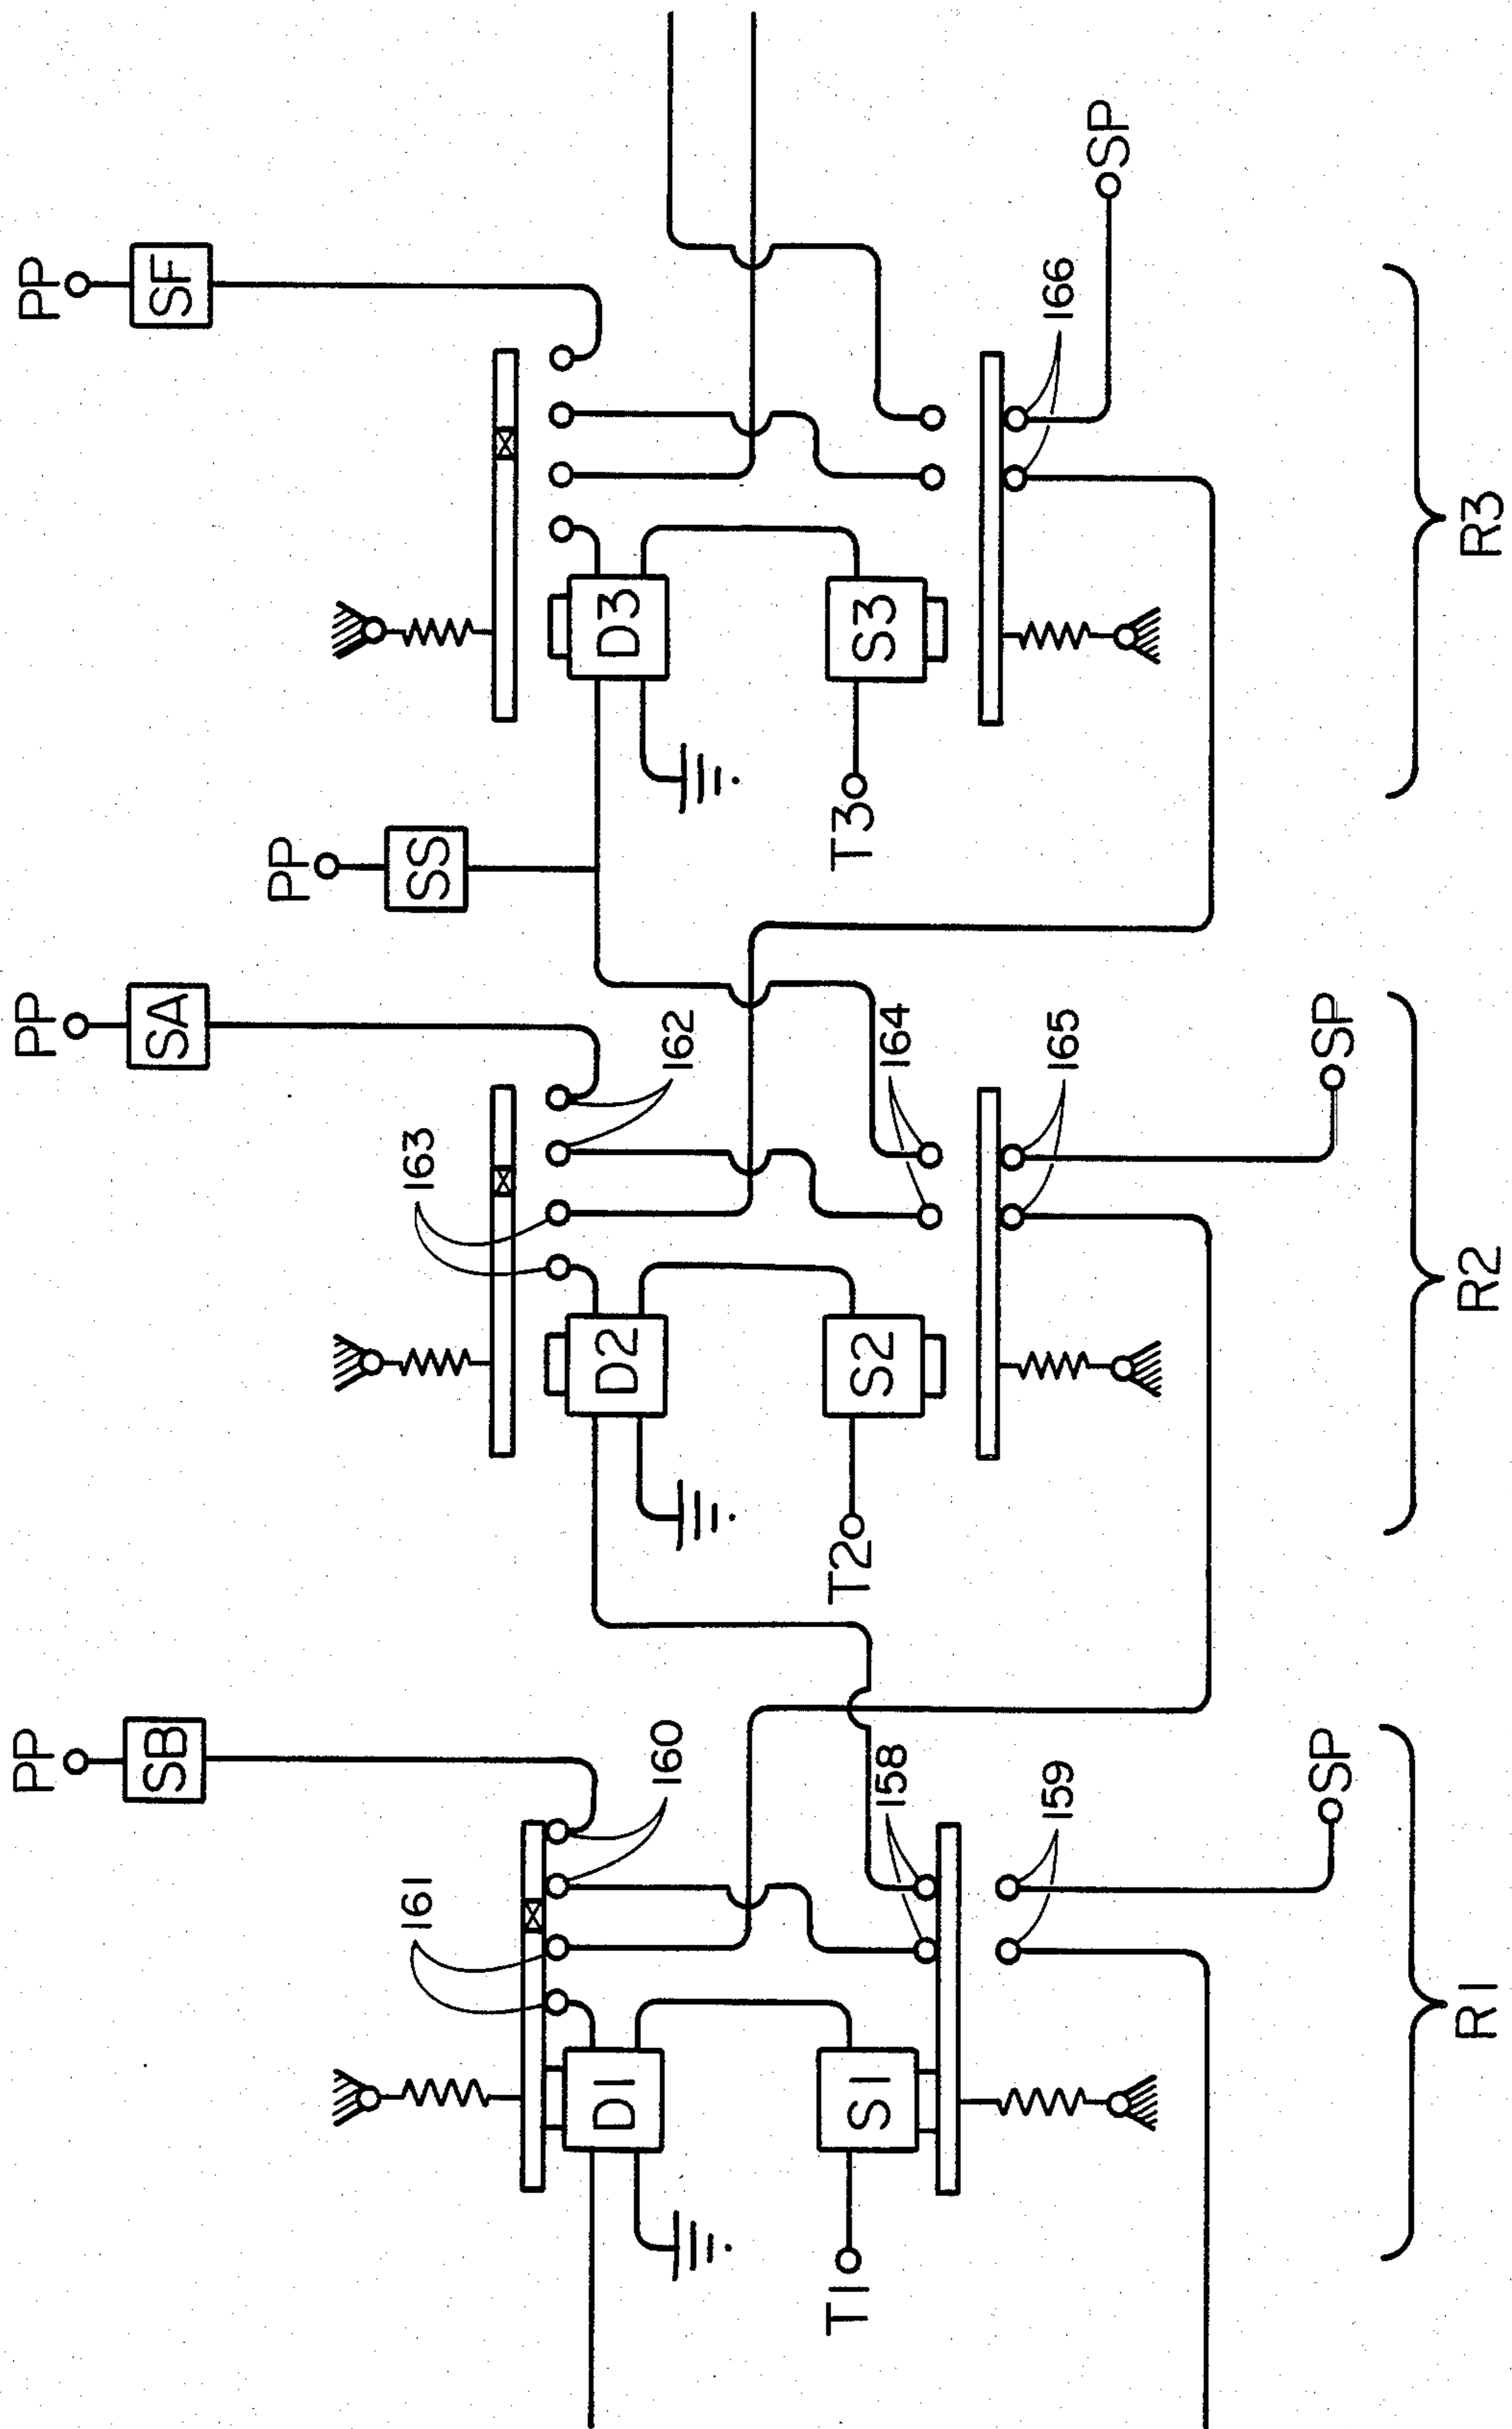 PP
SB
PP
SA
PP
SS
PP
SF
161
160
163
162
D1
D2
D3
158
164
S1
S2
S3
T1
T2
T3
159
165
166
SP
SP
SP
R1
R2
R3